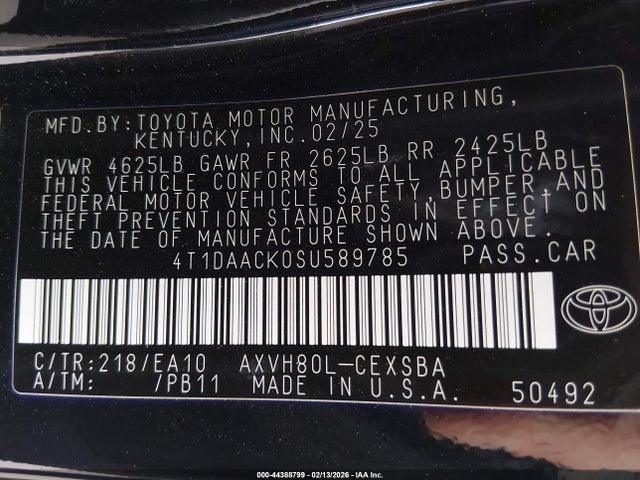 MFD.BY:TOYOTA MOTOR MANUFACTURING,
KENTUCKY,INC.02/25
GVWR 4625LB GAWR FR 2625LB RR 2425LB
THIS VEHICLE CONFORMS TO ALL APPLICABLE
FEDERAL MOTOR VEHICLE SAFETY,BUMPER,AND
THEFT PREVENTION STANDARDS IN EFFECT ON
THE DATE OF MANUFACTURE SHOWN ABOVE.
4T1DAACK0SU589785 PASS.CAR
C/TR:218/EA10 AXVH80L-CEXSBA
A/TM: /PB11 MADE IN U.S.A. 50492
000-44388799 - 02/13/2026 - IAA Inc.